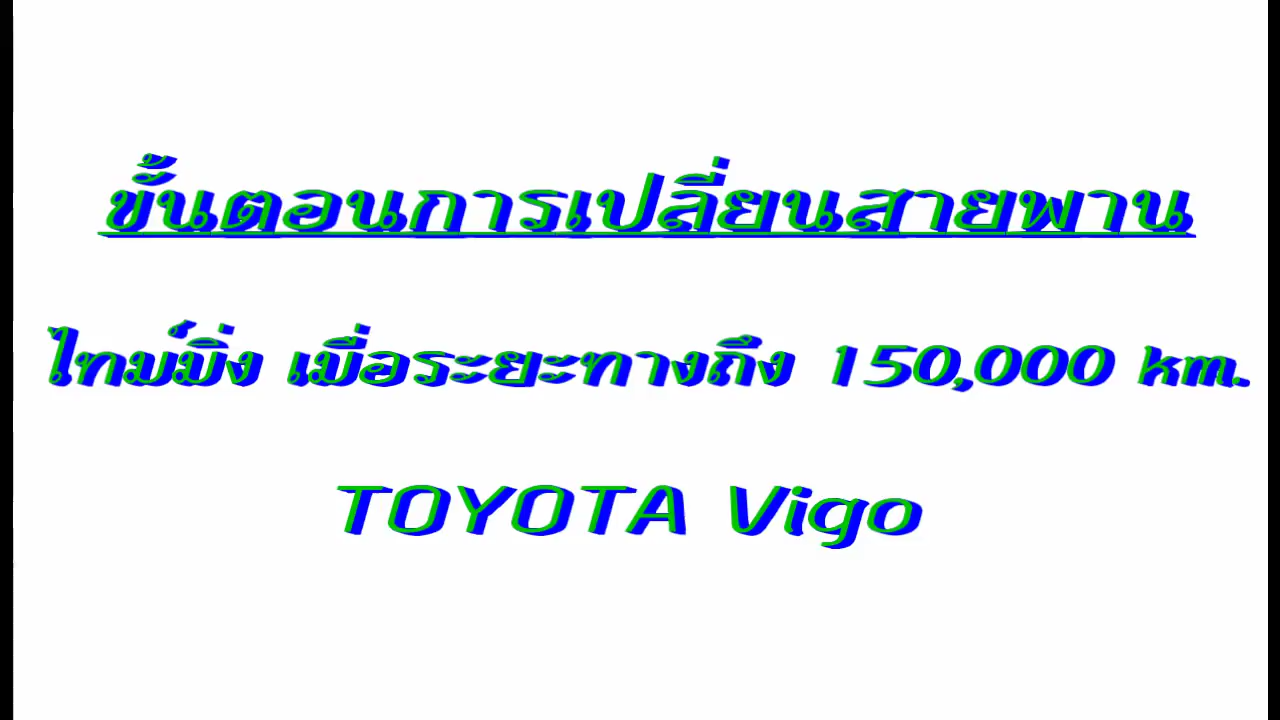 ขั้นตอนการเปลี่ยนสายพาน
ไทม์มิ่ง เมื่อระยะทางถึง 150,000 km.
TOYOTA Vigo